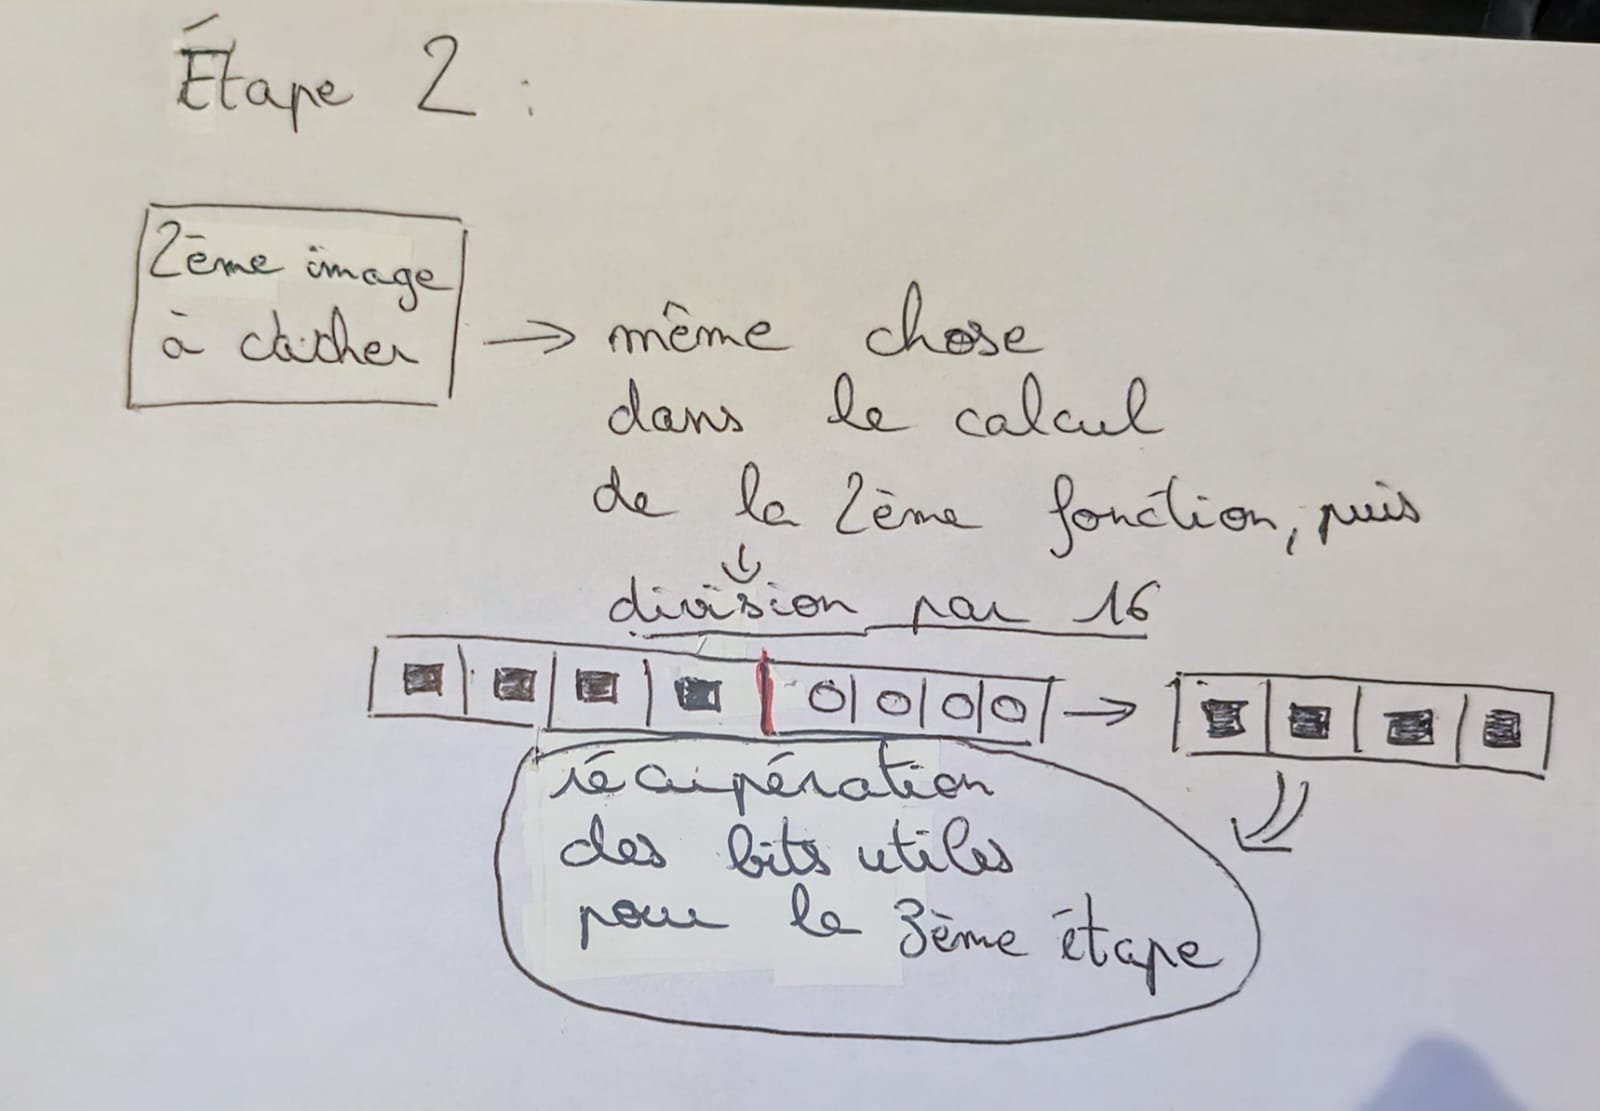 Étape 2 :
2ème image
à cacher
même chose
dans le calcul
de la 2ème fonction, puis
division par 16
0 0 0 0
récupération
des bits utiles
pour le 3ème étape